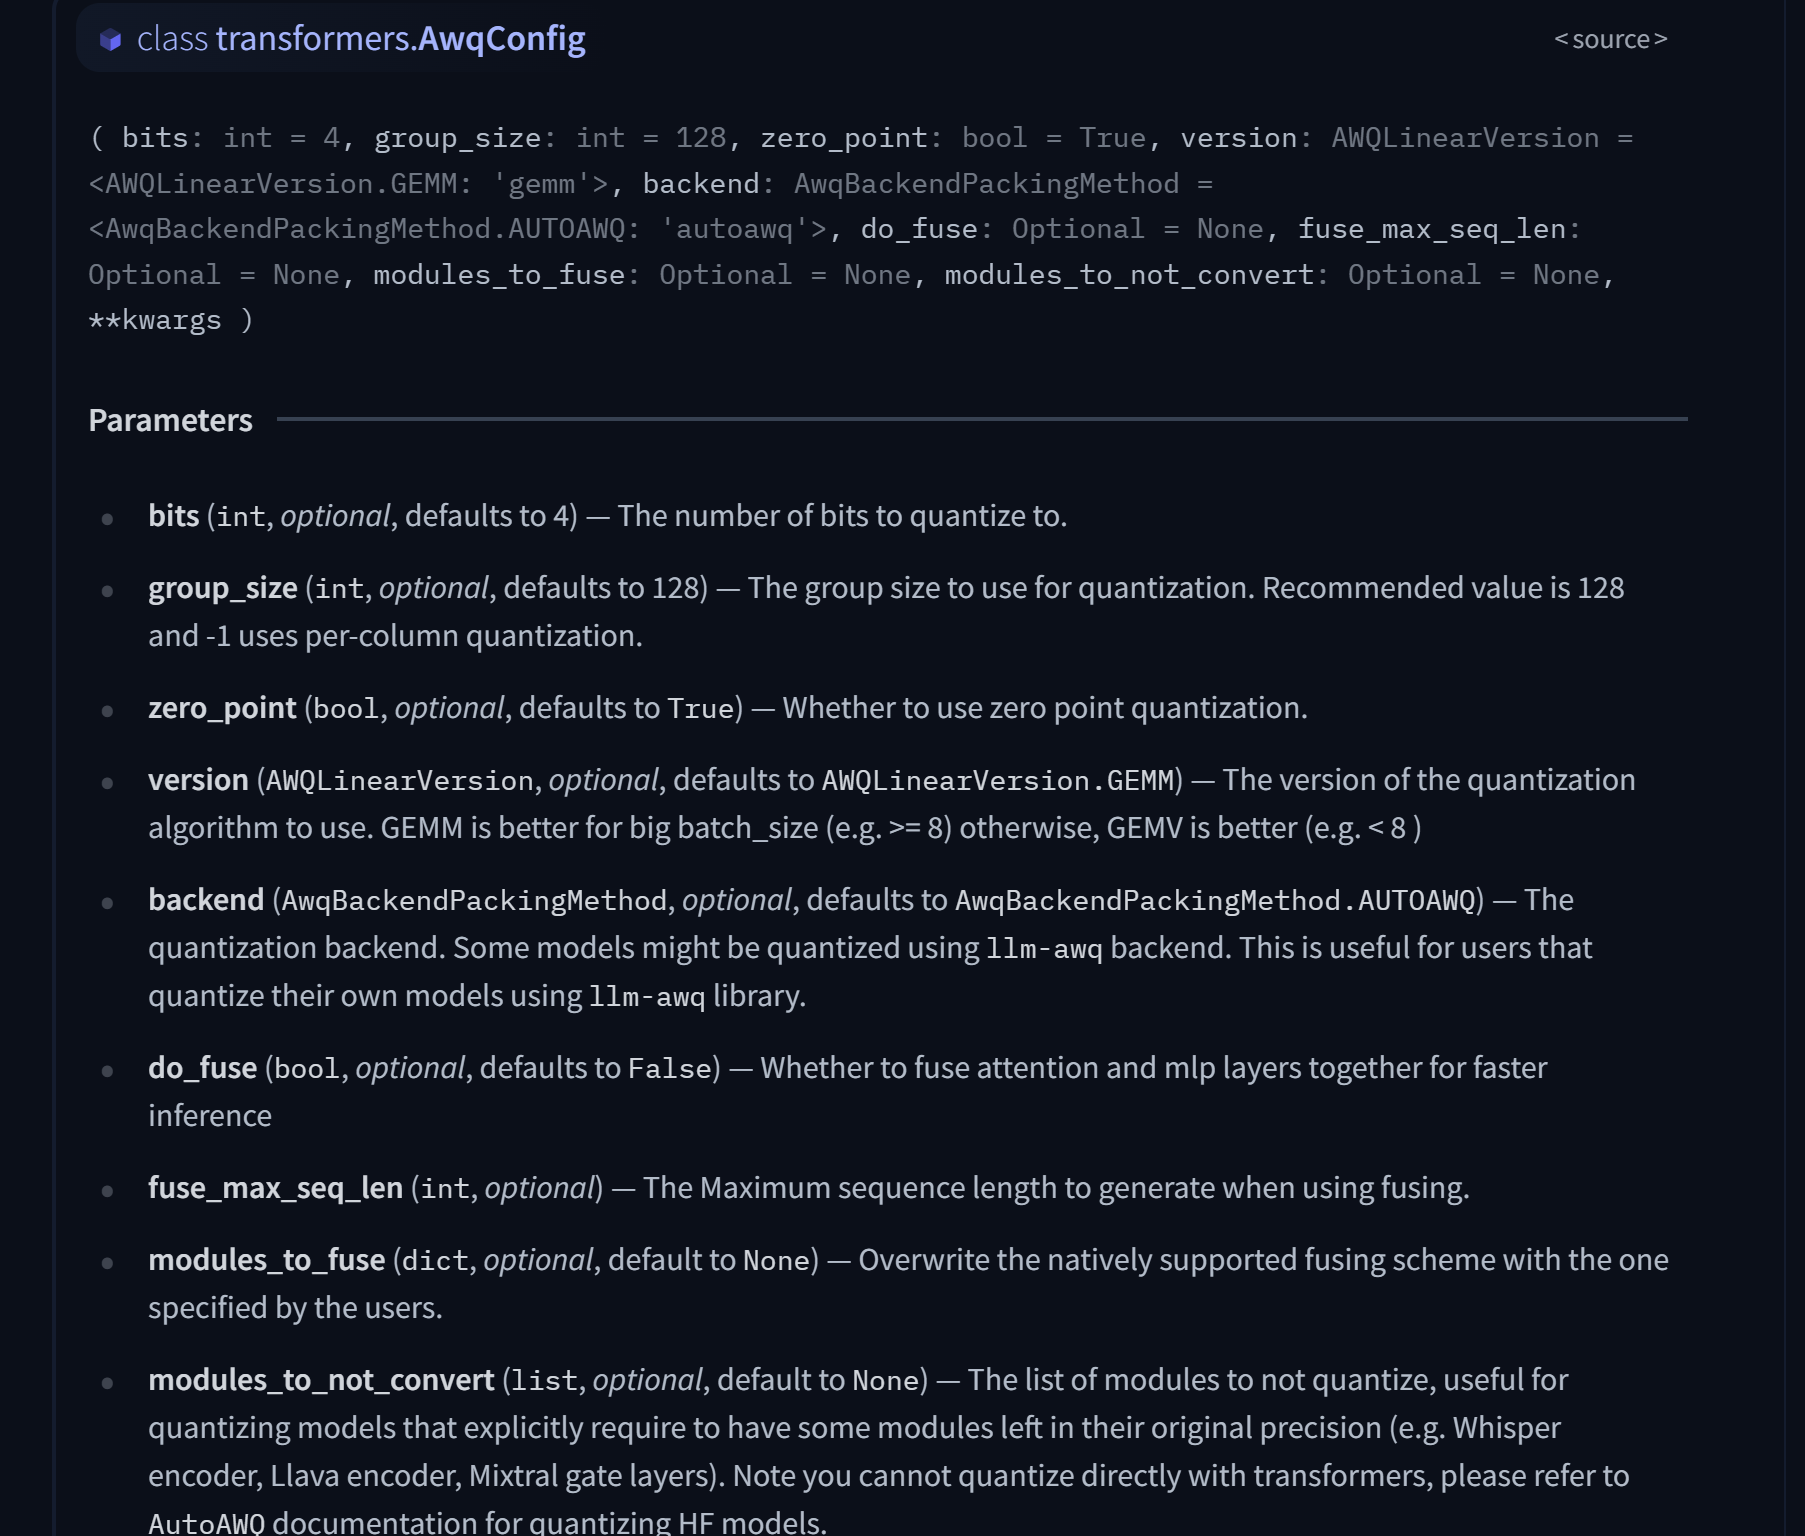 class transformers.AwqConfig
<source>
( bits: int = 4, group_size: int = 128, zero_point: bool = True, version: AWQLinearVersion =
<AWQLinearVersion.GEMM: 'gemm'>, backend: AwqBackendPackingMethod =
<AwqBackendPackingMethod.AUTOAWQ: 'autoawq'>, do_fuse: Optional = None, fuse_max_seq_len:
Optional = None, modules_to_fuse: Optional = None, modules_to_not_convert: Optional = None,
**kwargs )
Parameters
bits (int, optional, defaults to 4) — The number of bits to quantize to.
group_size (int, optional, defaults to 128) — The group size to use for quantization. Recommended value is 128
and -1 uses per-column quantization.
zero_point (bool, optional, defaults to True) — Whether to use zero point quantization.
version (AWQLinearVersion, optional, defaults to AWQLinearVersion.GEMM) — The version of the quantization
algorithm to use. GEMM is better for big batch_size (e.g. >= 8) otherwise, GEMV is better (e.g. < 8 )
backend (AwqBackendPackingMethod, optional, defaults to AwqBackendPackingMethod.AUTOAWQ) — The
quantization backend. Some models might be quantized using llm-awq backend. This is useful for users that
quantize their own models using llm-awq library.
do_fuse (bool, optional, defaults to False) — Whether to fuse attention and mlp layers together for faster
inference
fuse_max_seq_len (int, optional) — The Maximum sequence length to generate when using fusing.
modules_to_fuse (dict, optional, default to None) — Overwrite the natively supported fusing scheme with the one
specified by the users.
modules_to_not_convert (list, optional, default to None) — The list of modules to not quantize, useful for
quantizing models that explicitly require to have some modules left in their original precision (e.g. Whisper
encoder, Llava encoder, Mixtral gate layers). Note you cannot quantize directly with transformers, please refer to
AutoAWQ documentation for quantizing HF models.